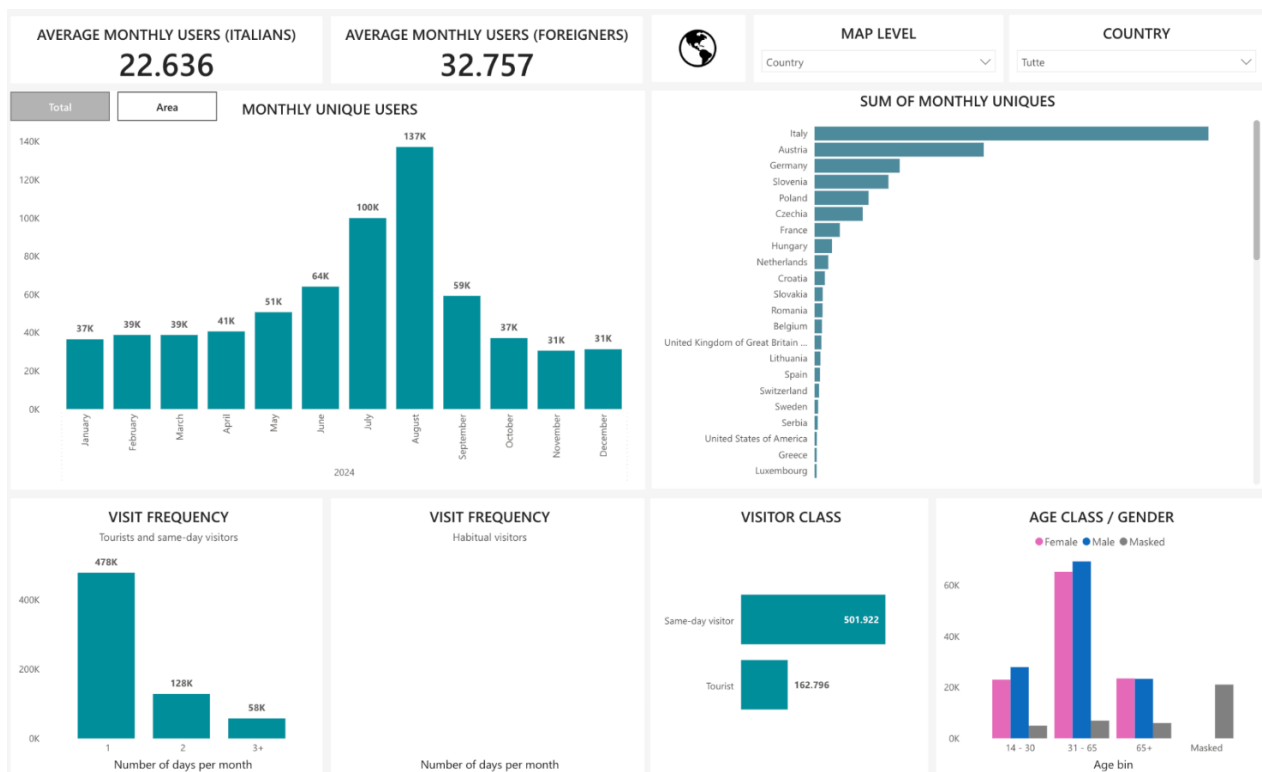 AVERAGE MONTHLY USERS (ITALIANS)
22.636
AVERAGE MONTHLY USERS (FOREIGNERS)
32.757
MAP LEVEL
Country
COUNTRY
Tutte
Total
Area
MONTHLY UNIQUE USERS
140K
120K
100K
80K
60K
40K
20K
0K
37K
39K
39K
41K
51K
64K
100K
137K
59K
37K
31K
31K
January
February
March
April
May
June
July
August
September
October
November
December
2024
SUM OF MONTHLY UNIQUES
Italy
Austria
Germany
Slovenia
Poland
Czechia
France
Hungary
Netherlands
Croatia
Slovakia
Romania
Belgium
United Kingdom of Great Britain ...
Lithuania
Spain
Switzerland
Sweden
Serbia
United States of America
Greece
Luxembourg
VISIT FREQUENCY
Tourists and same-day visitors
400K
200K
0K
478K
128K
58K
1
2
3+
Number of days per month
VISIT FREQUENCY
Habitual visitors
Number of days per month
VISITOR CLASS
Same-day visitor
501.922
Tourist
162.796
AGE CLASS / GENDER
Female Male Masked
60K
40K
20K
0K
14 - 30
31 - 65
65+
Masked
Age bin